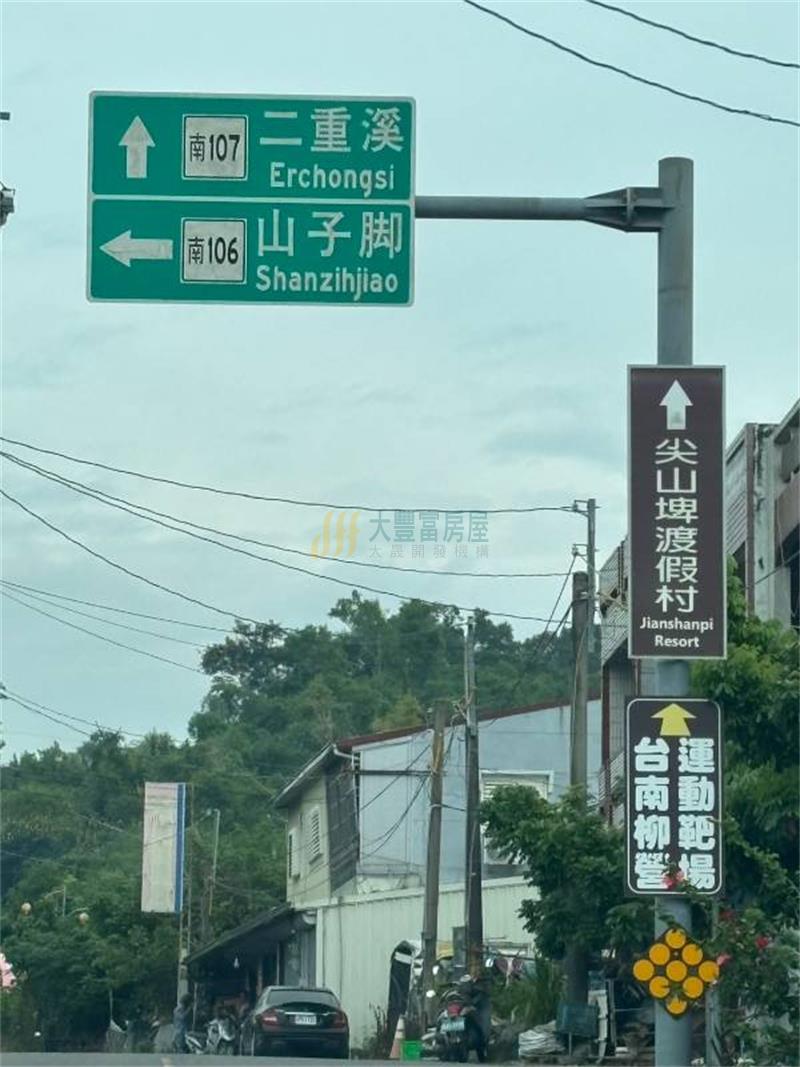 南107 二重溪
Erchongsi
南106 山子脚
Shanzihjiao
尖山埤渡假村
Jianshanpi
Resort
台南柳營
運動靶場
大豐富房屋
太晟開發機構